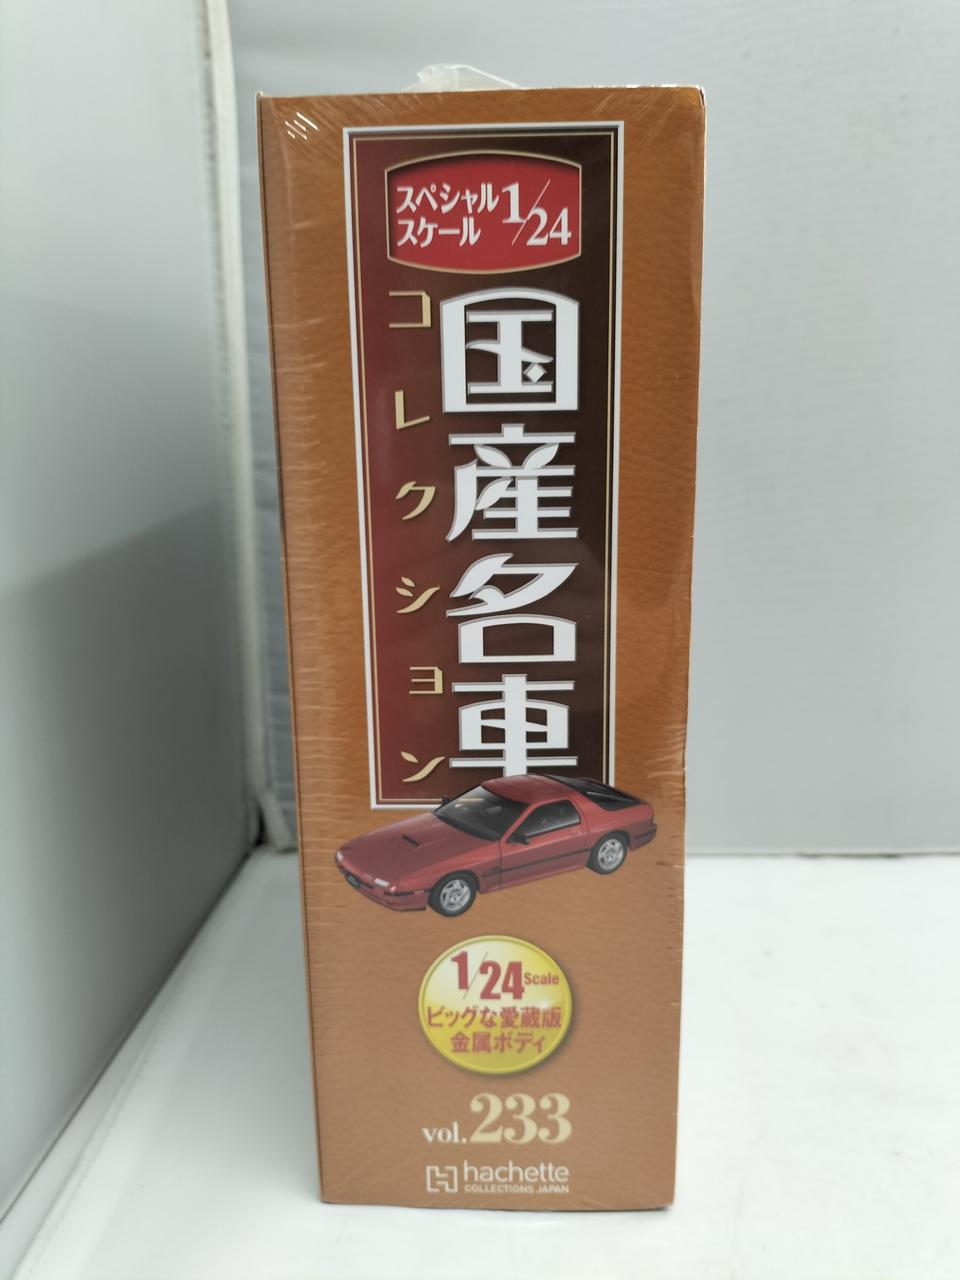 スペシャル
スケール 1/24
国産名車
コレクション
1/24 Scale
ビッグな愛蔵版
金属ボディ
vol.233
hachette
COLLECTIONS JAPAN